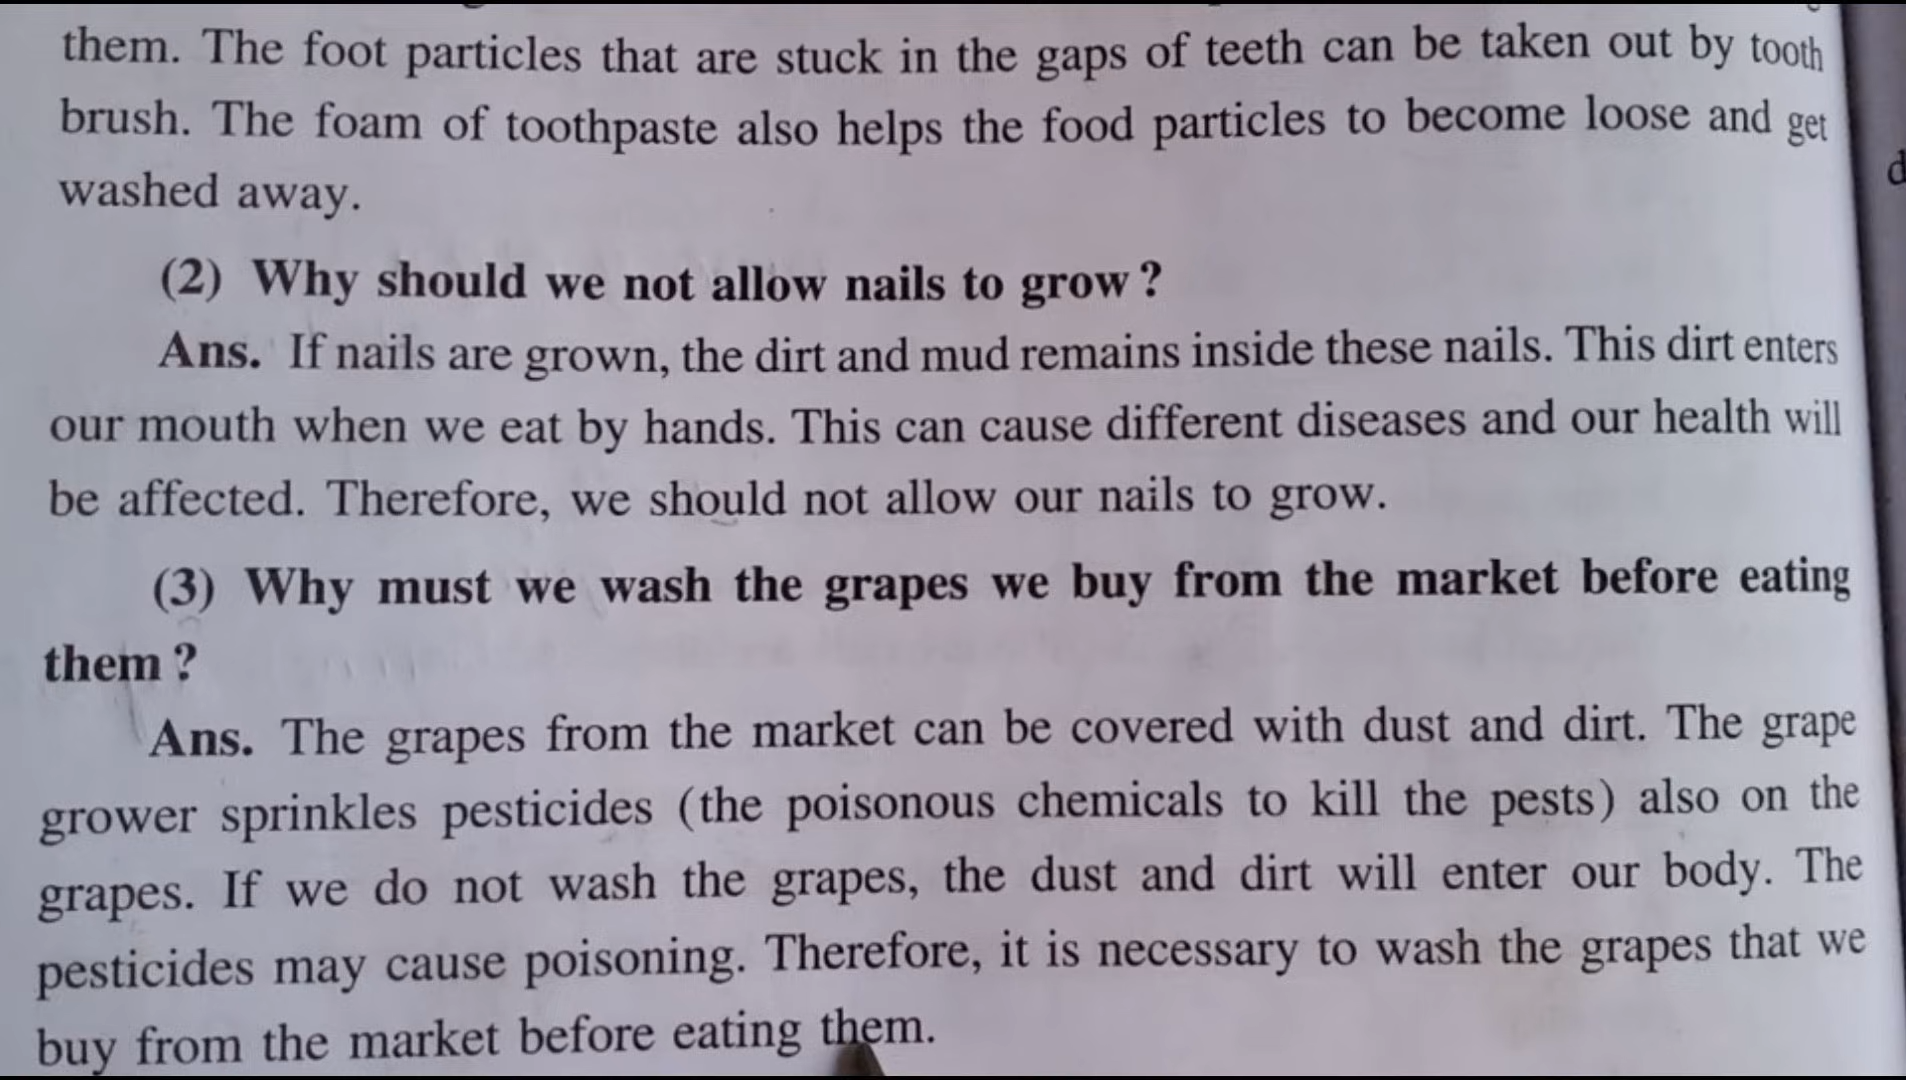 them. The foot particles that are stuck in the gaps of teeth can be taken out by tooth
brush. The foam of toothpaste also helps the food particles to become loose and get
washed away.
(2) Why should we not allow nails to grow ?
Ans. If nails are grown, the dirt and mud remains inside these nails. This dirt enters
our mouth when we eat by hands. This can cause different diseases and our health will
be affected. Therefore, we should not allow our nails to grow.
(3) Why must we wash the grapes we buy from the market before eating
them ?
Ans. The grapes from the market can be covered with dust and dirt. The grape
grower sprinkles pesticides (the poisonous chemicals to kill the pests) also on the
grapes. If we do not wash the grapes, the dust and dirt will enter our body. The
pesticides may cause poisoning. Therefore, it is necessary to wash the grapes that we
buy from the market before eating them.